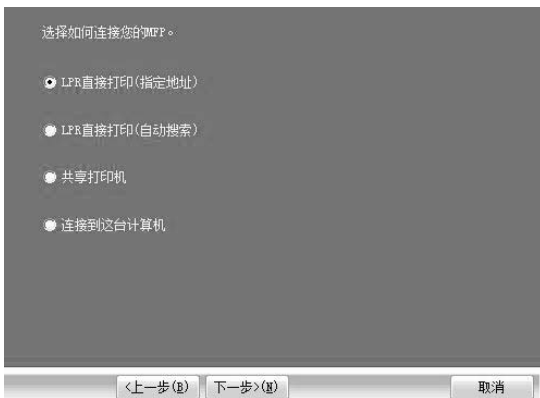 选择如何连接您的MFP。
LPR直接打印(指定地址)
LPR直接打印(自动搜索)
共享打印机
连接到这台计算机
<上一步(B) 下一步>(N) 取消